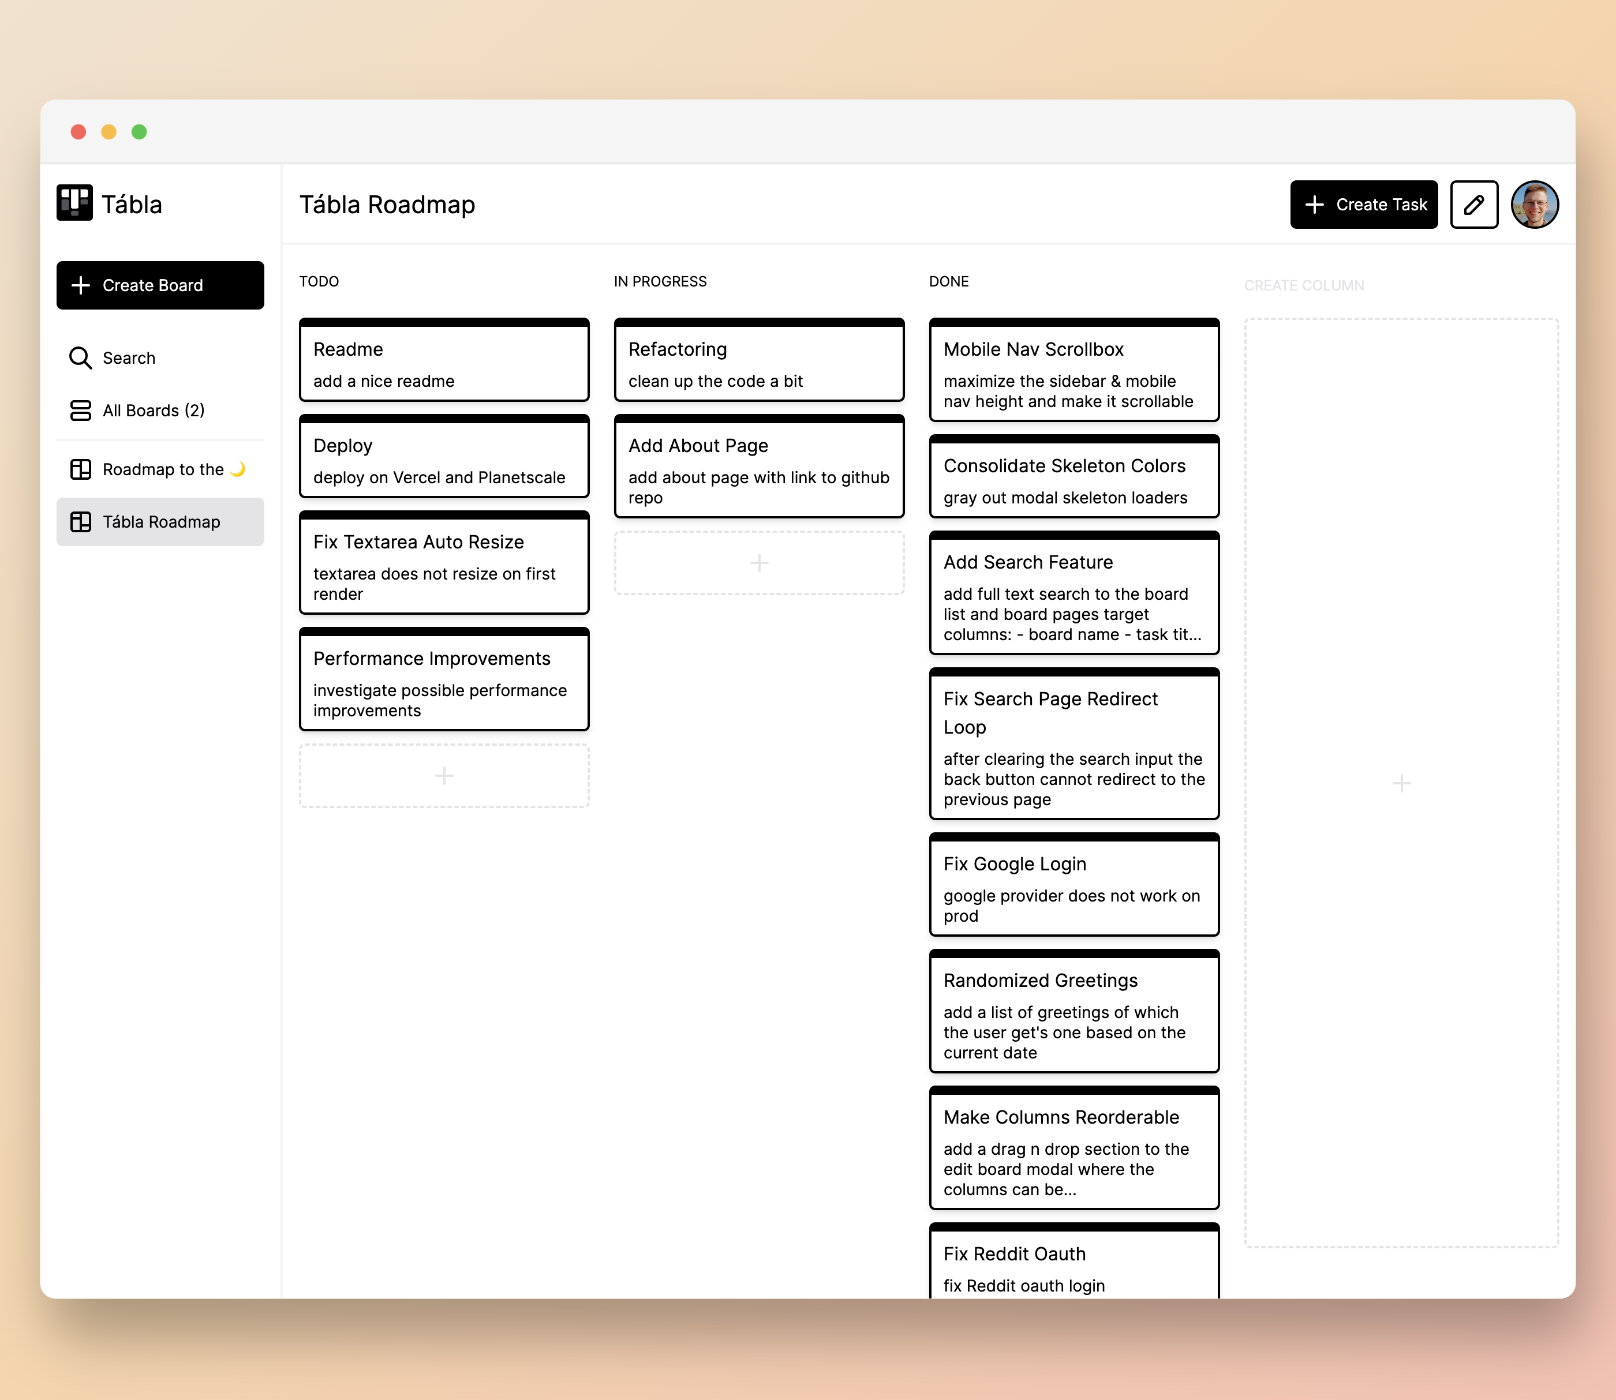 Tábla
Create Board
Search
All Boards (2)
Roadmap to the 🌙
Tábla Roadmap
Tábla Roadmap
Create Task
TODO
Readme
add a nice readme
Deploy
deploy on Vercel and Planetscale
Fix Textarea Auto Resize
textarea does not resize on first
render
Performance Improvements
investigate possible performance
improvements
IN PROGRESS
Refactoring
clean up the code a bit
Add About Page
add about page with link to github
repo
DONE
Mobile Nav Scrollbox
maximize the sidebar & mobile
nav height and make it scrollable
Consolidate Skeleton Colors
gray out modal skeleton loaders
Add Search Feature
add full text search to the board
list and board pages target
columns: - board name - task tit...
Fix Search Page Redirect
Loop
after clearing the search input the
back button cannot redirect to the
previous page
Fix Google Login
google provider does not work on
prod
Randomized Greetings
add a list of greetings of which
the user get's one based on the
current date
Make Columns Reorderable
add a drag n drop section to the
edit board modal where the
columns can be...
Fix Reddit Oauth
fix Reddit oauth login
CREATE COLUMN